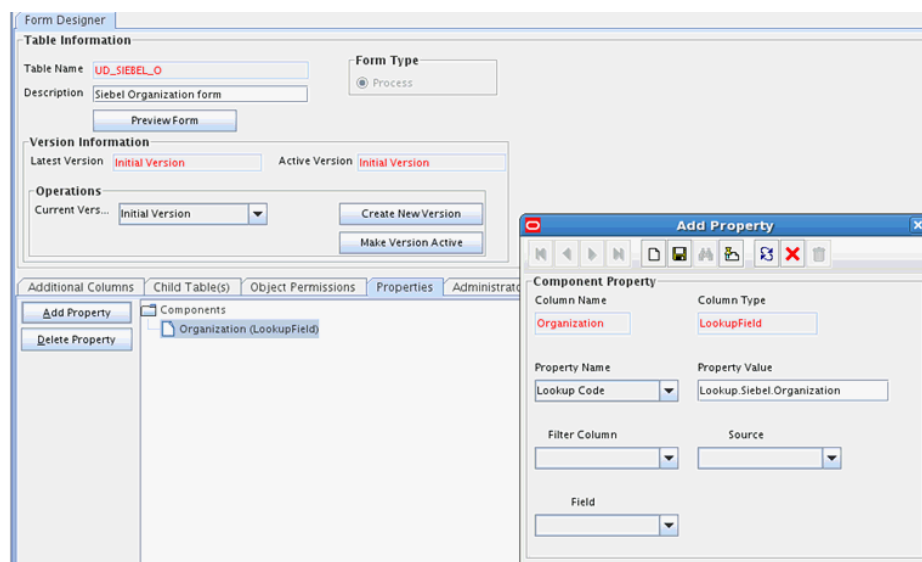 Form Designer
Table Information
Table Name UD_SIEBEL_O
Form Type
Process
Description Siebel Organization form
Preview Form
Version Information
Latest Version Initial Version Active Version Initial Version
Operations
Current Vers... Initial Version Create New Version
Make Version Active
Additional Columns Child Table(s) Object Permissions Properties
Add Property
Delete Property
Components
Organization (LookupField)
Add Property
Component Property
Column Name Column Type
Organization LookupField
Property Name Property Value
Lookup Code Lookup.Siebel.Organization
Filter Column Source
Field